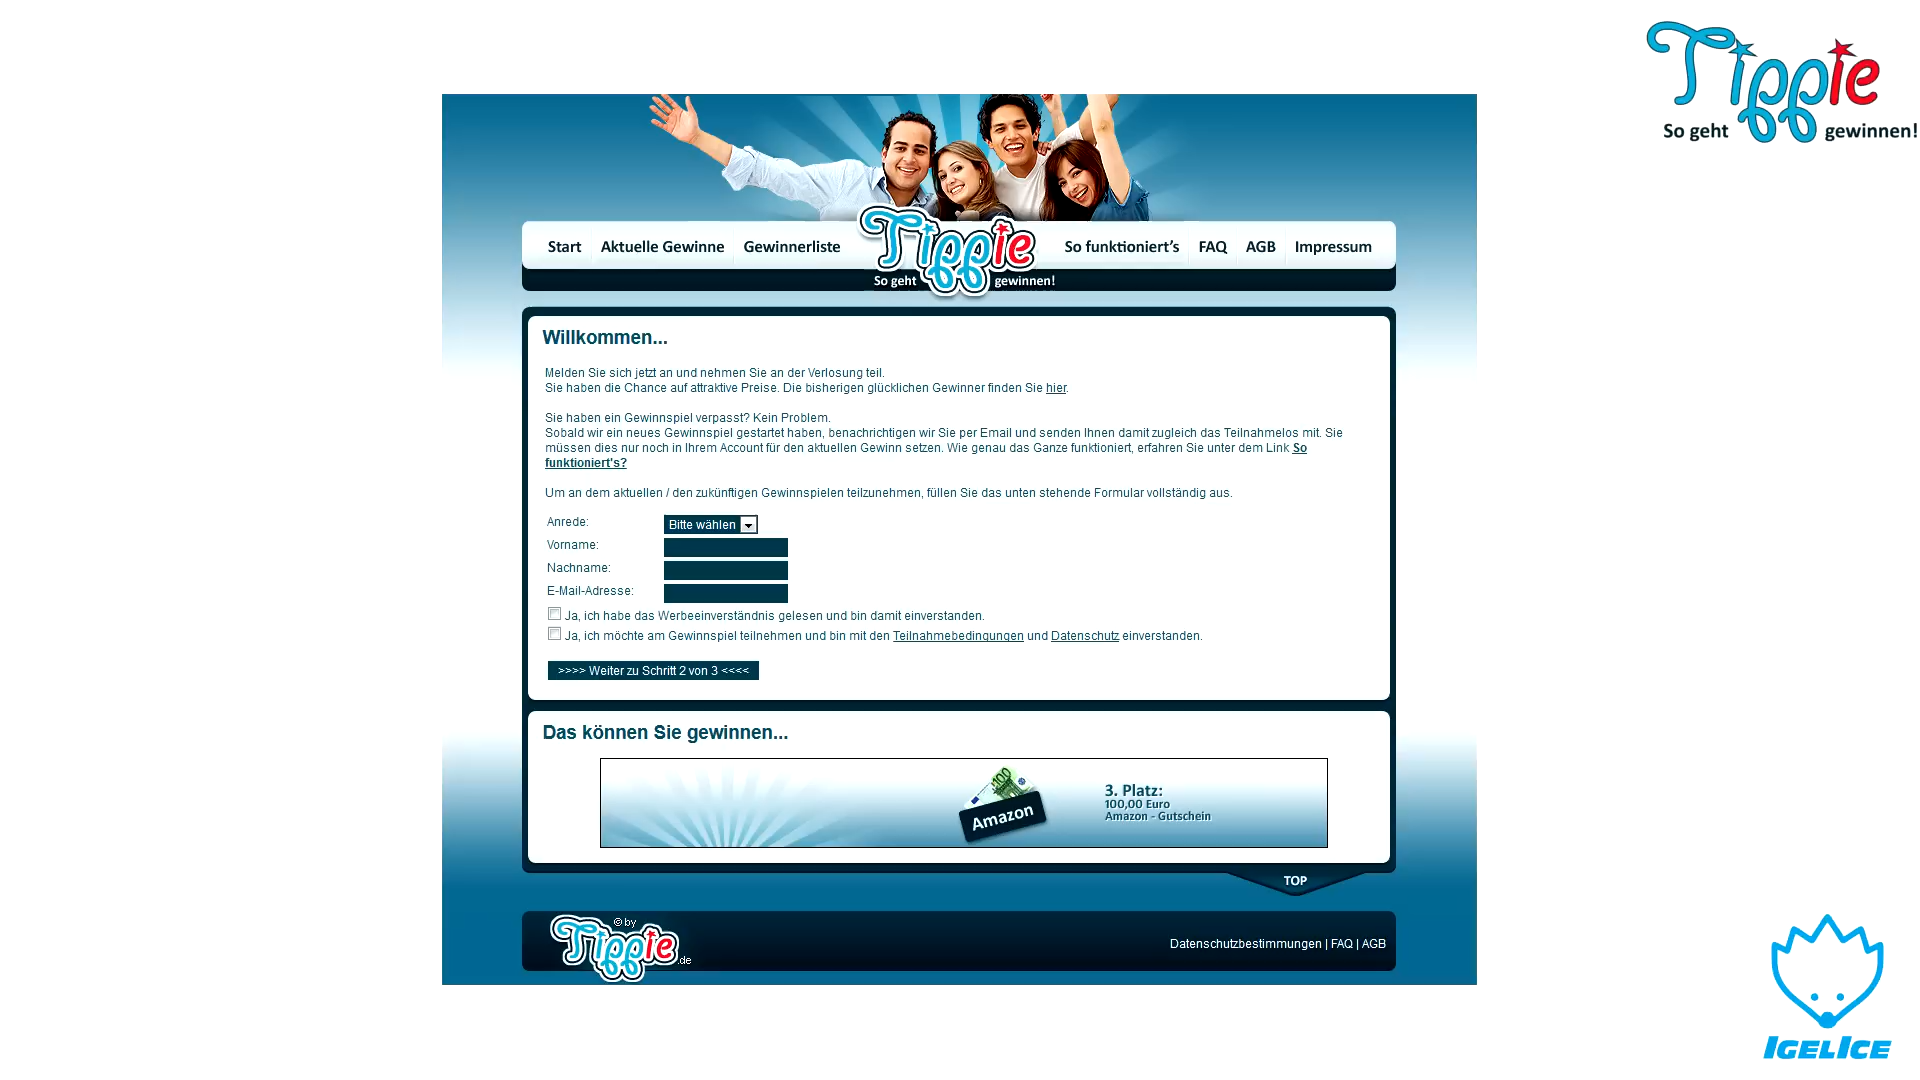 Tippie
So geht gewinnen!
Start Aktuelle Gewinne Gewinnerliste So funktioniert's FAQ AGB Impressum
Tippie
So geht gewinnen!
Willkommen...
Melden Sie sich jetzt an und nehmen Sie an der Verlosung teil.
Sie haben die Chance auf attraktive Preise. Die bisherigen glücklichen Gewinner finden Sie hier.
Sie haben ein Gewinnspiel verpasst? Kein Problem.
Sobald wir ein neues Gewinnspiel gestartet haben, benachrichtigen wir Sie per Email und senden Ihnen damit zugleich das Teilnahmelos mit. Sie
müssen dies nur noch in Ihrem Account für den aktuellen Gewinn setzen. Wie genau das Ganze funktioniert, erfahren Sie unter dem Link So
funktioniert's?
Um an dem aktuellen / den zukünftigen Gewinnspielen teilzunehmen, füllen Sie das unten stehende Formular vollständig aus.
Anrede: Bitte wählen
Vorname:
Nachname:
E-Mail-Adresse:
Ja, ich habe das Werbeeinverständnis gelesen und bin damit einverstanden.
Ja, ich möchte am Gewinnspiel teilnehmen und bin mit den Teilnahmebedingungen und Datenschutz einverstanden.
>>>> Weiter zu Schritt 2 von 3 <<<<
Das können Sie gewinnen...
100
Amazon
3. Platz:
100,00 Euro
Amazon - Gutschein
TOP
© by
Tippie
.de
Datenschutzbestimmungen | FAQ | AGB
IGELICE